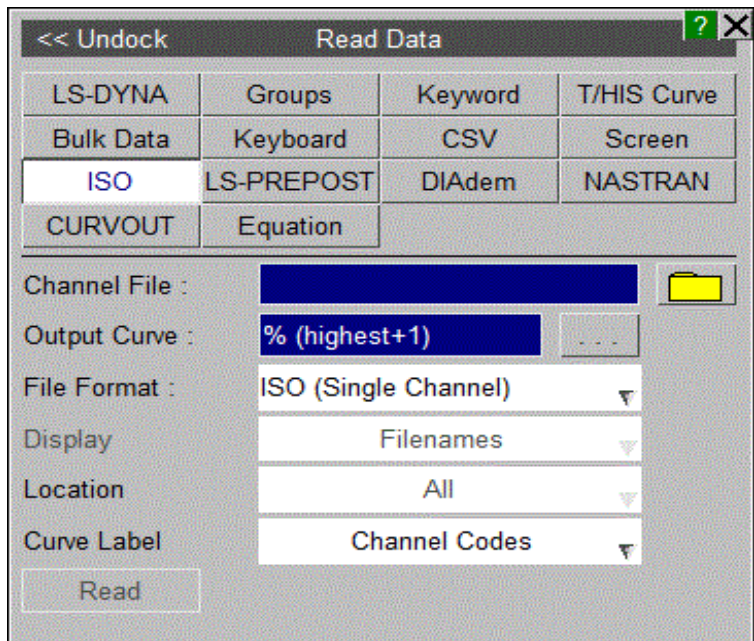 << Undock Read Data ? X
LS-DYNA Groups Keyword T/HIS Curve
Bulk Data Keyboard CSV Screen
ISO LS-PREPOST DIAdem NASTRAN
CURVOUT Equation
Channel File :
Output Curve : % (highest+1) ...
File Format : ISO (Single Channel)
Display Filenames
Location All
Curve Label Channel Codes
Read